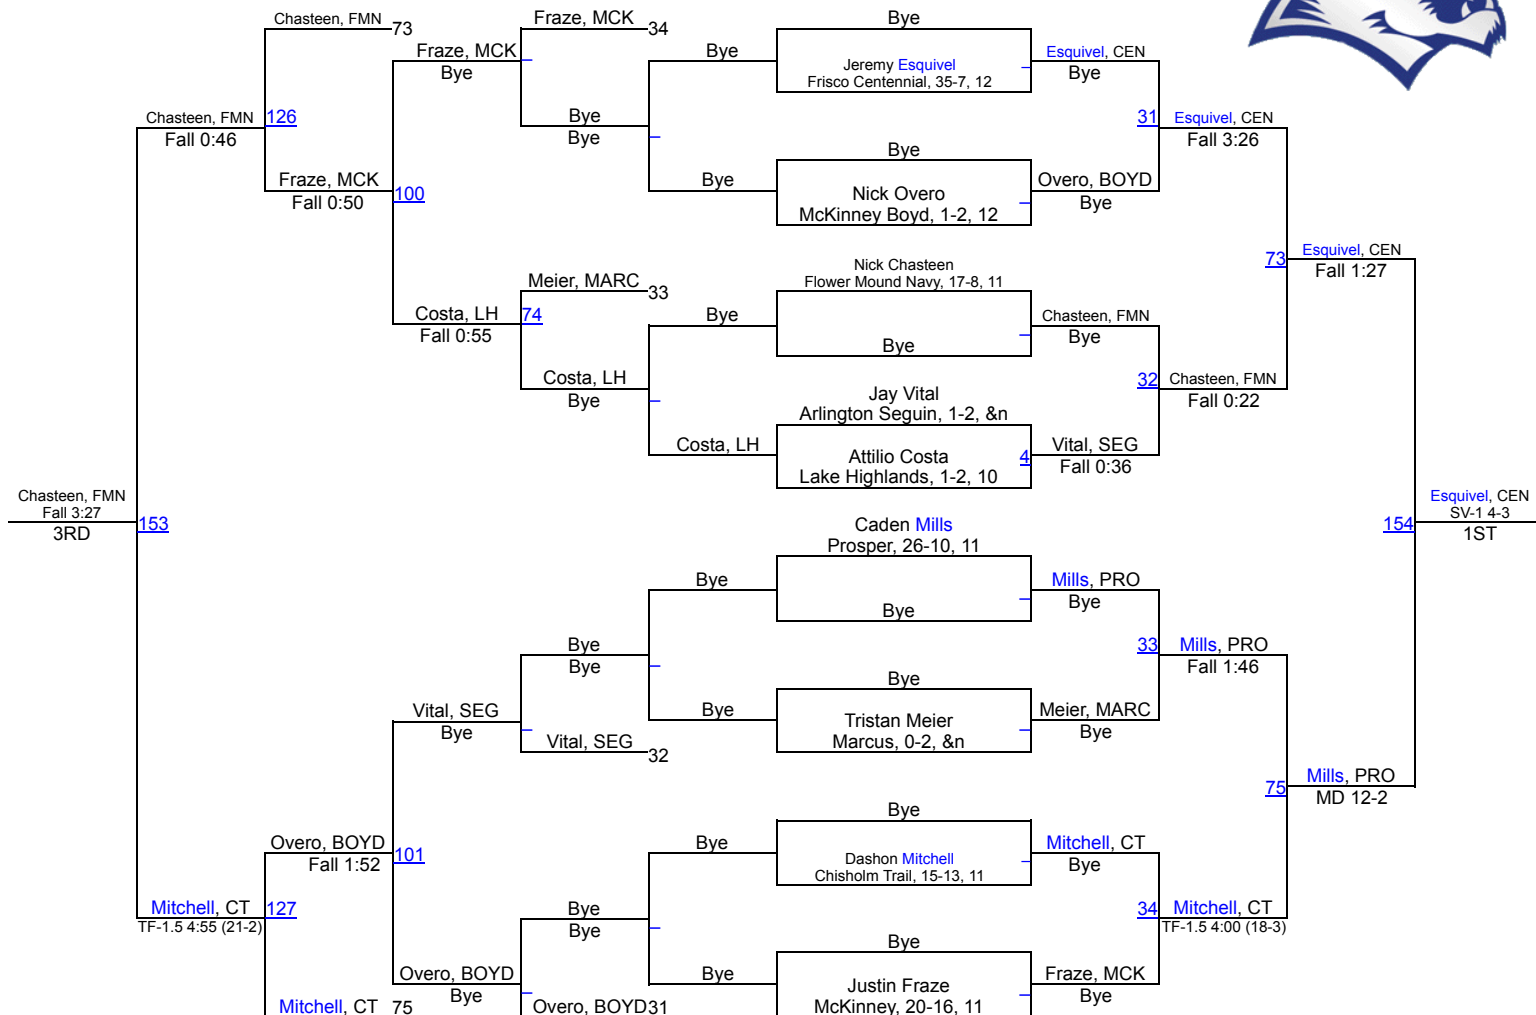 Chasteen, FMN
73
Fraze, MCK
34
Bye
Fraze, MCK
Bye
Bye
Jeremy Esquivel
Frisco Centennial, 35-7, 12
Esquivel, CEN
Bye
Chasteen, FMN
Fall 0:46
126
Bye
Bye
31
Esquivel, CEN
Fall 3:26
Bye
Fraze, MCK
Fall 0:50
100
Bye
Nick Overo
McKinney Boyd, 1-2, 12
Overo, BOYD
Bye
73
Esquivel, CEN
Fall 1:27
Meier, MARC
33
Nick Chasteen
Flower Mound Navy, 17-8, 11
Costa, LH
Fall 0:55
74
Bye
Bye
Chasteen, FMN
Bye
Costa, LH
Bye
32
Chasteen, FMN
Fall 0:22
Jay Vital
Arlington Seguin, 1-2, &n
Costa, LH
Attilio Costa
Lake Highlands, 1-2, 10
4
Vital, SEG
Fall 0:36
Chasteen, FMN
Fall 3:27
3RD
153
154
Esquivel, CEN
SV-1 4-3
1ST
Caden Mills
Prosper, 26-10, 11
Bye
Bye
Mills, PRO
Bye
Bye
Bye
33
Mills, PRO
Fall 1:46
Bye
Vital, SEG
Bye
Bye
Tristan Meier
Marcus, 0-2, &n
Meier, MARC
Bye
Vital, SEG
32
75
Mills, PRO
MD 12-2
Bye
Overo, BOYD
Fall 1:52
101
Bye
Dashon Mitchell
Chisholm Trail, 15-13, 11
Mitchell, CT
Bye
Mitchell, CT
TF-1.5 4:55 (21-2)
127
Bye
Bye
34
Mitchell, CT
TF-1.5 4:00 (18-3)
Bye
Overo, BOYD
Bye
Bye
Justin Fraze
McKinney, 20-16, 11
Fraze, MCK
Bye
Mitchell, CT
75
Overo, BOYD
31